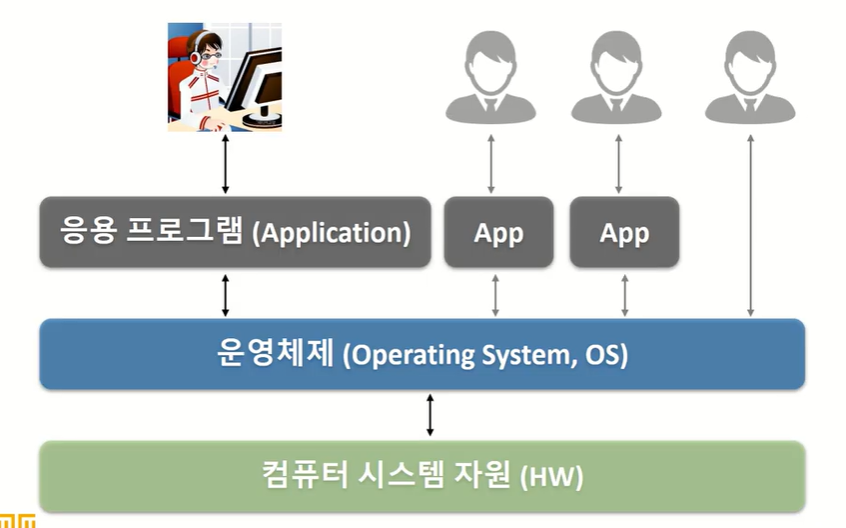 응용 프로그램 (Application)
App
App
운영체제 (Operating System, OS)
컴퓨터 시스템 자원 (HW)